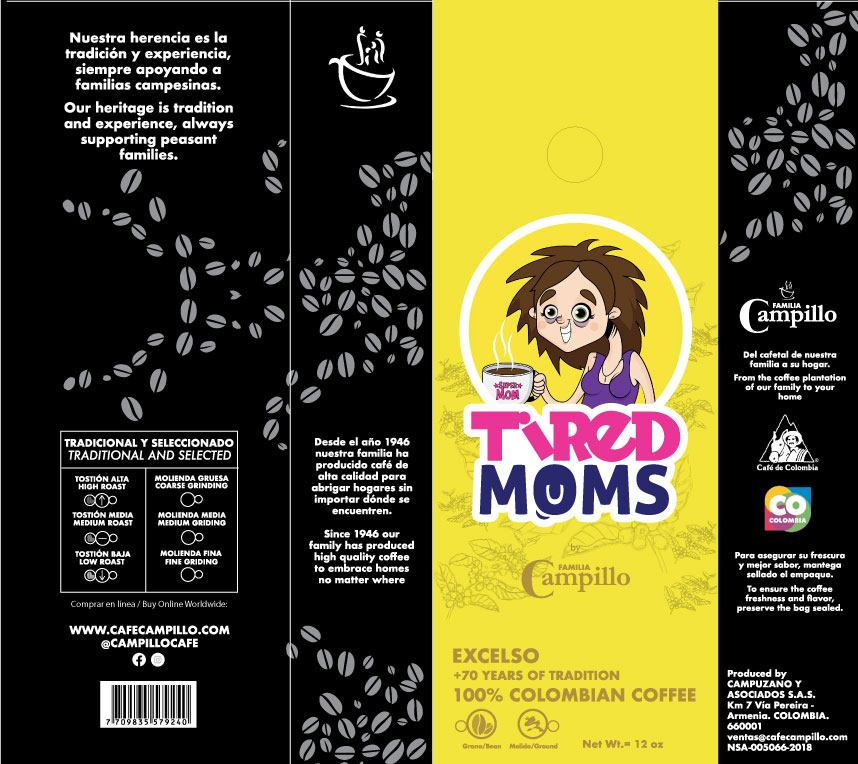 Nuestra herencia es la
tradición y experiencia,
siempre apoyando a
familias campesinas.
Our heritage is tradition
and experience, always
supporting peasant
families.
TRADICIONAL Y SELECCIONADO
TRADITIONAL AND SELECTED
TOSTIÓN ALTA
HIGH ROAST
MOLIENDA GRUESA
COARSE GRINDING
TOSTIÓN MEDIA
MEDIUM ROAST
MOLIENDA MEDIA
MEDIUM GRIDING
TOSTIÓN BAJA
LOW ROAST
MOLIENDA FINA
FINE GRIDING
Comprar en linea / Buy Online Worldwide:
WWW.CAFECAMPILLO.COM
@CAMPILLOCAFE
7 709835 579240
Desde el año 1946
nuestra familia ha
producido café de
alta calidad para
abrigar hogares sin
importar dónde se
encuentren.
Since 1946 our
family has produced
high quality coffee
to embrace homes
no matter where
SUPER
MOM
TiRED
MOMS
by
FAMILIA
Campillo
EXCELSO
+70 YEARS OF TRADITION
100% COLOMBIAN COFFEE
Grano/Bean
Molido/Ground
Net Wt.= 12 oz
FAMILIA
Campillo
Del cafetal de nuestra
familia a su hogar.
From the coffee plantation
of our family to your
home
®
Café de Colombia
CO
COLOMBIA
Para asegurar su frescura
y mejor sabor, mantega
sellado el empaque.
To ensure the coffee
freshness and flavor,
preserve the bag sealed.
Produced by
CAMPUZANO Y
ASOCIADOS S.A.S.
Km 7 Vía Pereira -
Armenia. COLOMBIA.
660001
ventas@cafecampillo.com
NSA-005066-2018